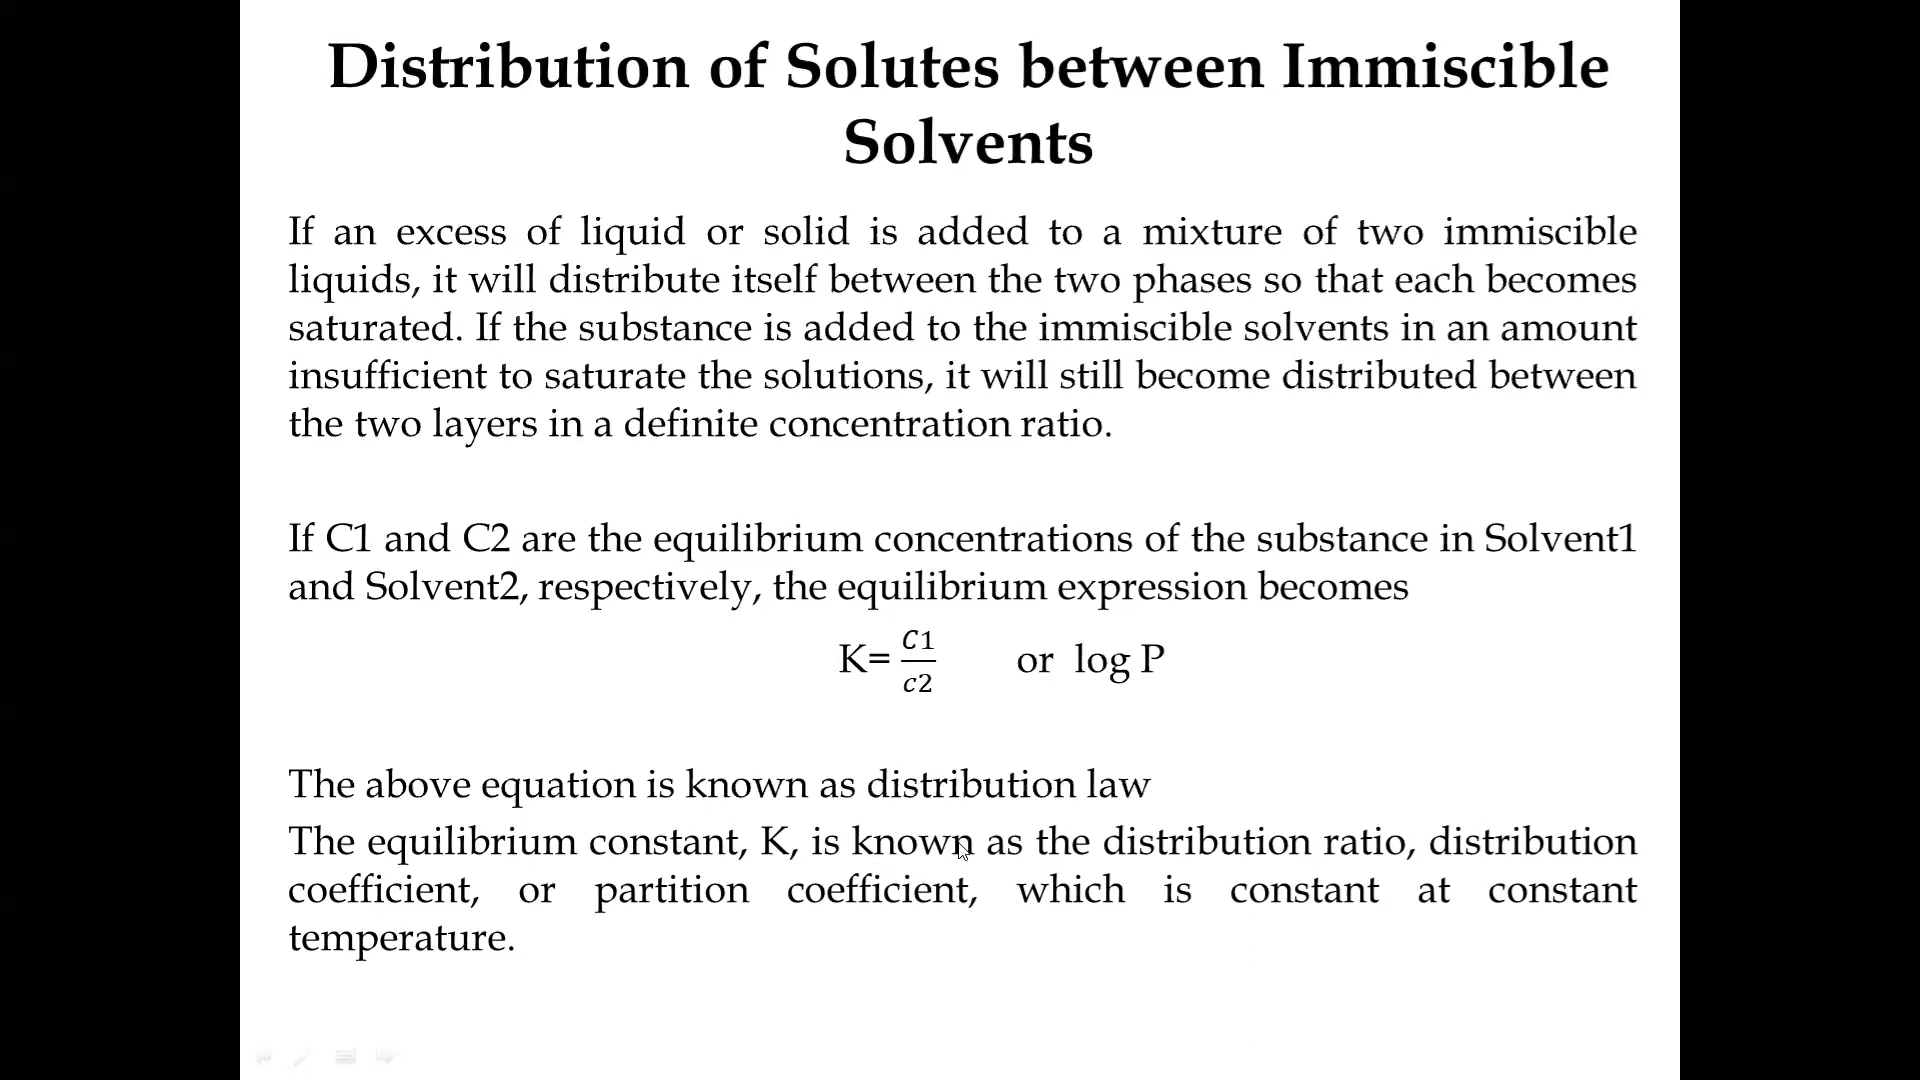 Distribution of Solutes between Immiscible
Solvents
If an excess of liquid or solid is added to a mixture of two immiscible
liquids, it will distribute itself between the two phases so that each becomes
saturated. If the substance is added to the immiscible solvents in an amount
insufficient to saturate the solutions, it will still become distributed between
the two layers in a definite concentration ratio.
If C1 and C2 are the equilibrium concentrations of the substance in Solvent1
and Solvent2, respectively, the equilibrium expression becomes
K= C1/c2 or log P
The above equation is known as distribution law
The equilibrium constant, K, is known as the distribution ratio, distribution
coefficient, or partition coefficient, which is constant at constant
temperature.